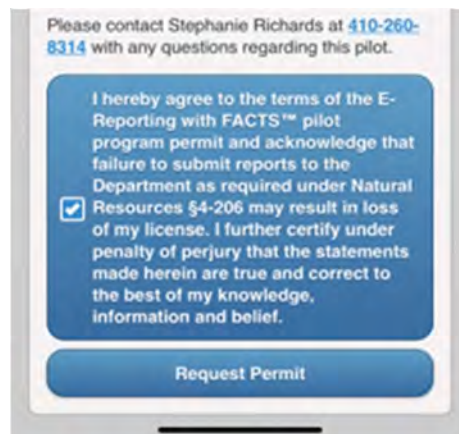 Please contact Stephanie Richards at 410-260-
8314 with any questions regarding this pilot.
I hereby agree to the terms of the E-
Reporting with FACTS™ pilot
program permit and acknowledge that
failure to submit reports to the
Department as required under Natural
Resources §4-206 may result in loss
of my license. I further certify under
penalty of perjury that the statements
made herein are true and correct to
the best of my knowledge,
information and belief.
Request Permit